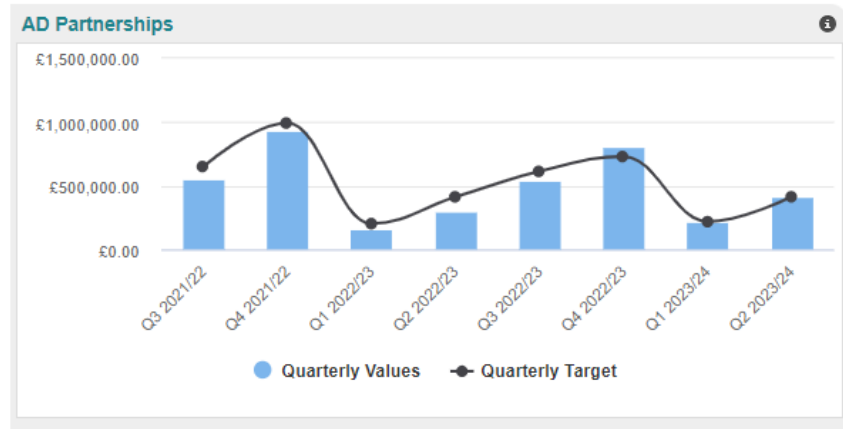 AD Partnerships
£1,500,000.00
£1,000,000.00
£500,000.00
£0.00
Q3 2021/22
Q4 2021/22
Q1 2022/23
Q2 2022/23
Q3 2022/23
Q4 2022/23
Q1 2023/24
Q2 2023/24
Quarterly Values
Quarterly Target